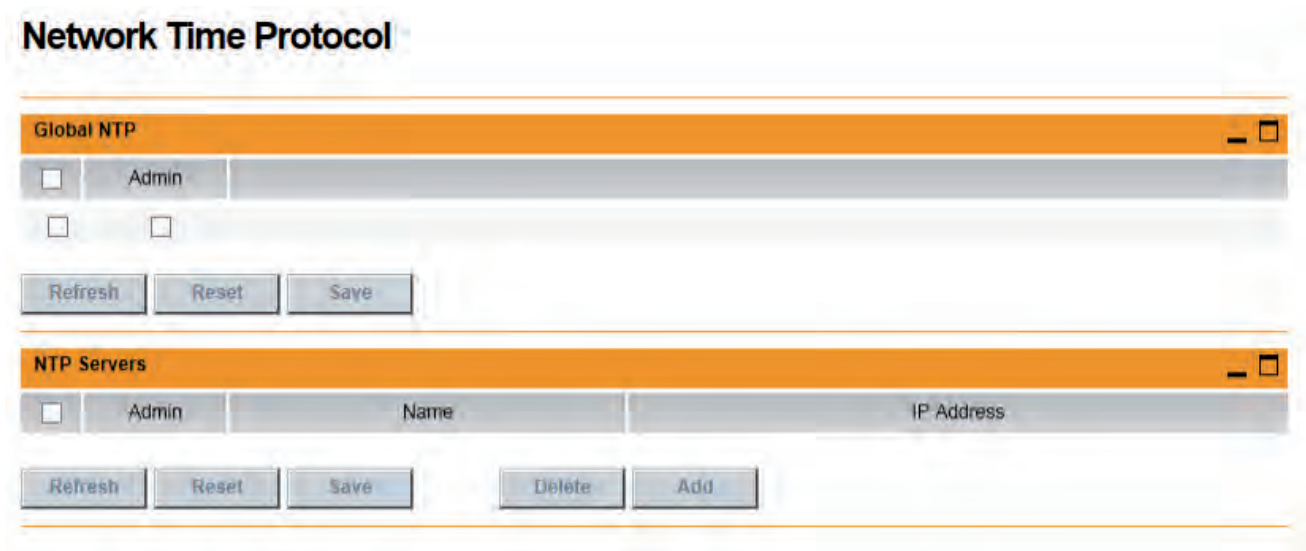 Network Time Protocol
Global NTP
Admin
Refresh Reset Save
NTP Servers
Admin Name IP Address
Refresh Reset Save Delete Add